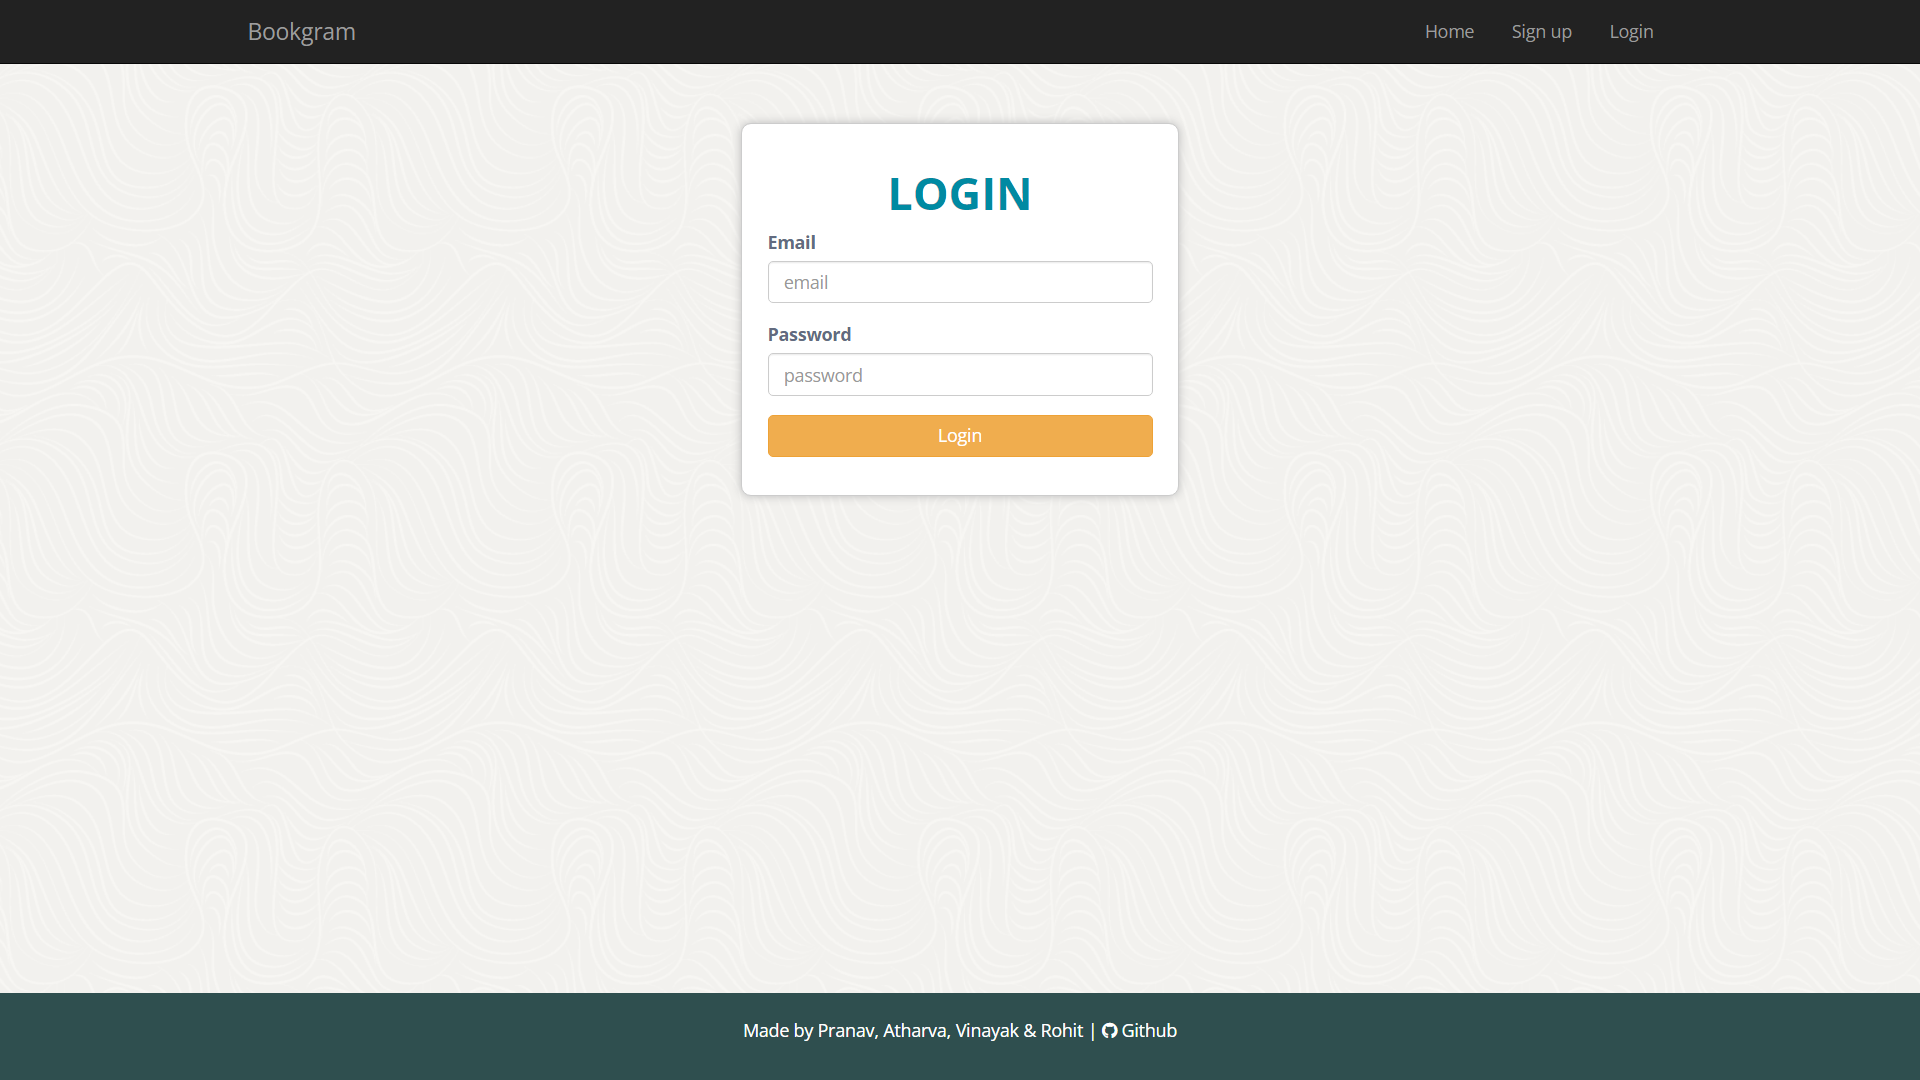 Bookgram
Home
Sign up
Login
LOGIN
Email
email
Password
password
Login
Made by Pranav, Atharva, Vinayak & Rohit | Github